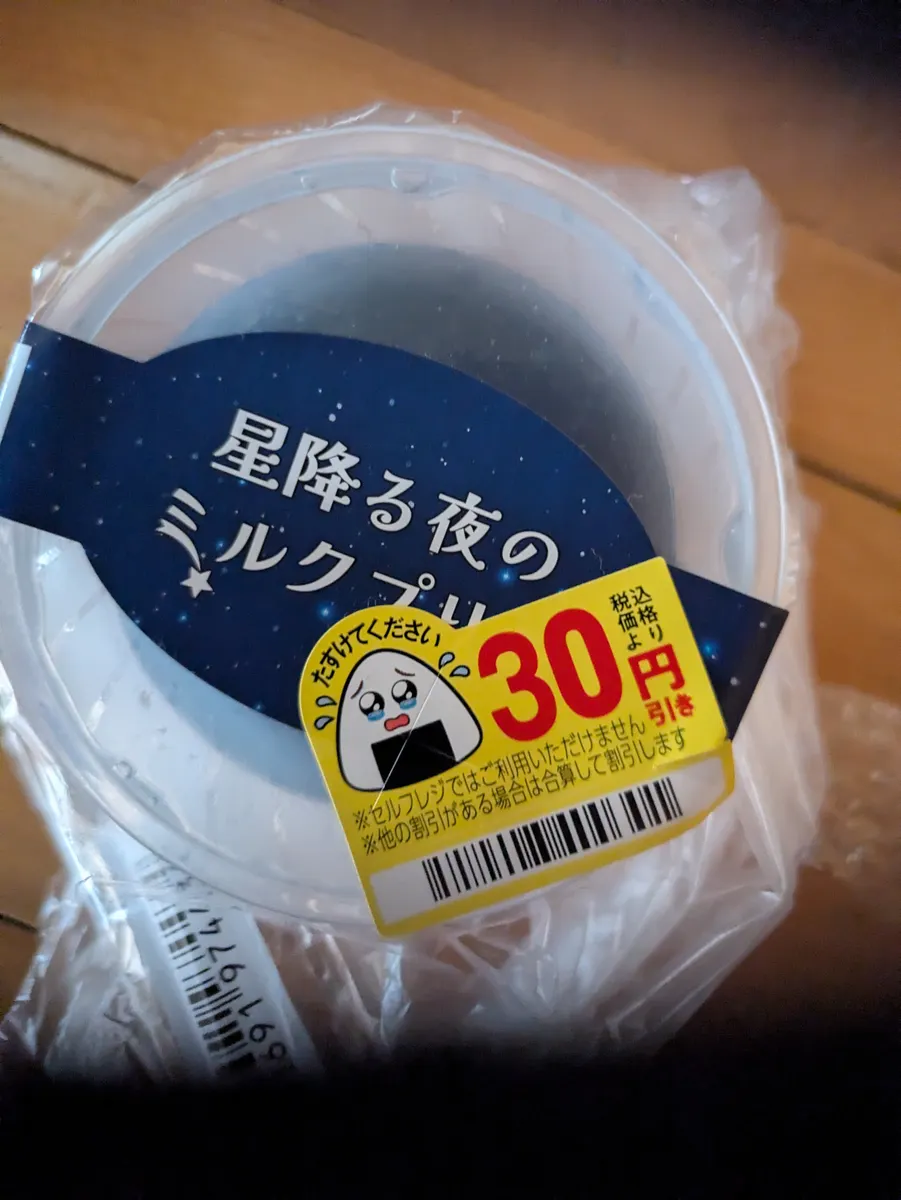 星降る夜の
ミルクプリ
たすけてください
30
税込
価格
より
円
引き
※セルフレジではご利用いただけません
※他の割引がある場合は合算して割引します